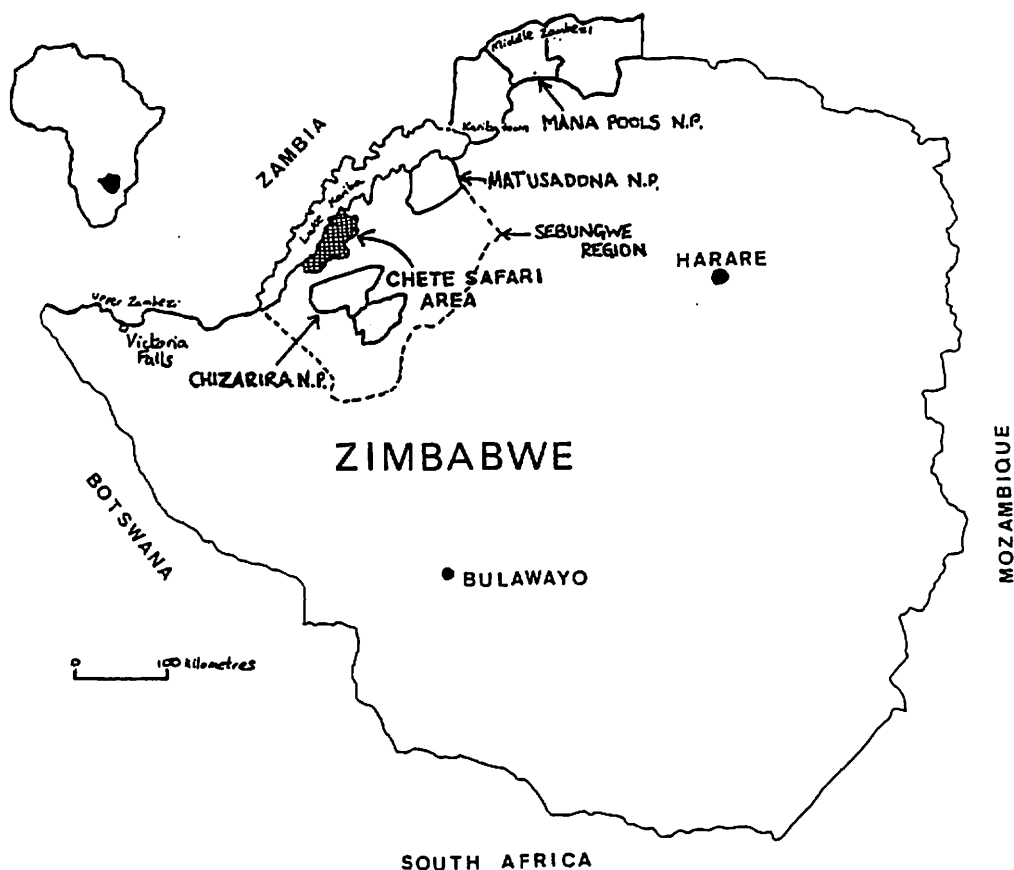 Middle Zambezi
Kariba town
MANA POOLS N.P.
ZAMBIA
MATUSADONA N.P.
Lake Kariba
SEBUNGWE
REGION
HARARE
CHETE SAFARI
AREA
Upper Zambezi
Victoria
Falls
CHIZARIRA N.P.
ZIMBABWE
BOTSWANA
MOZAMBIQUE
BULAWAYO
0 100 kilometres
SOUTH AFRICA